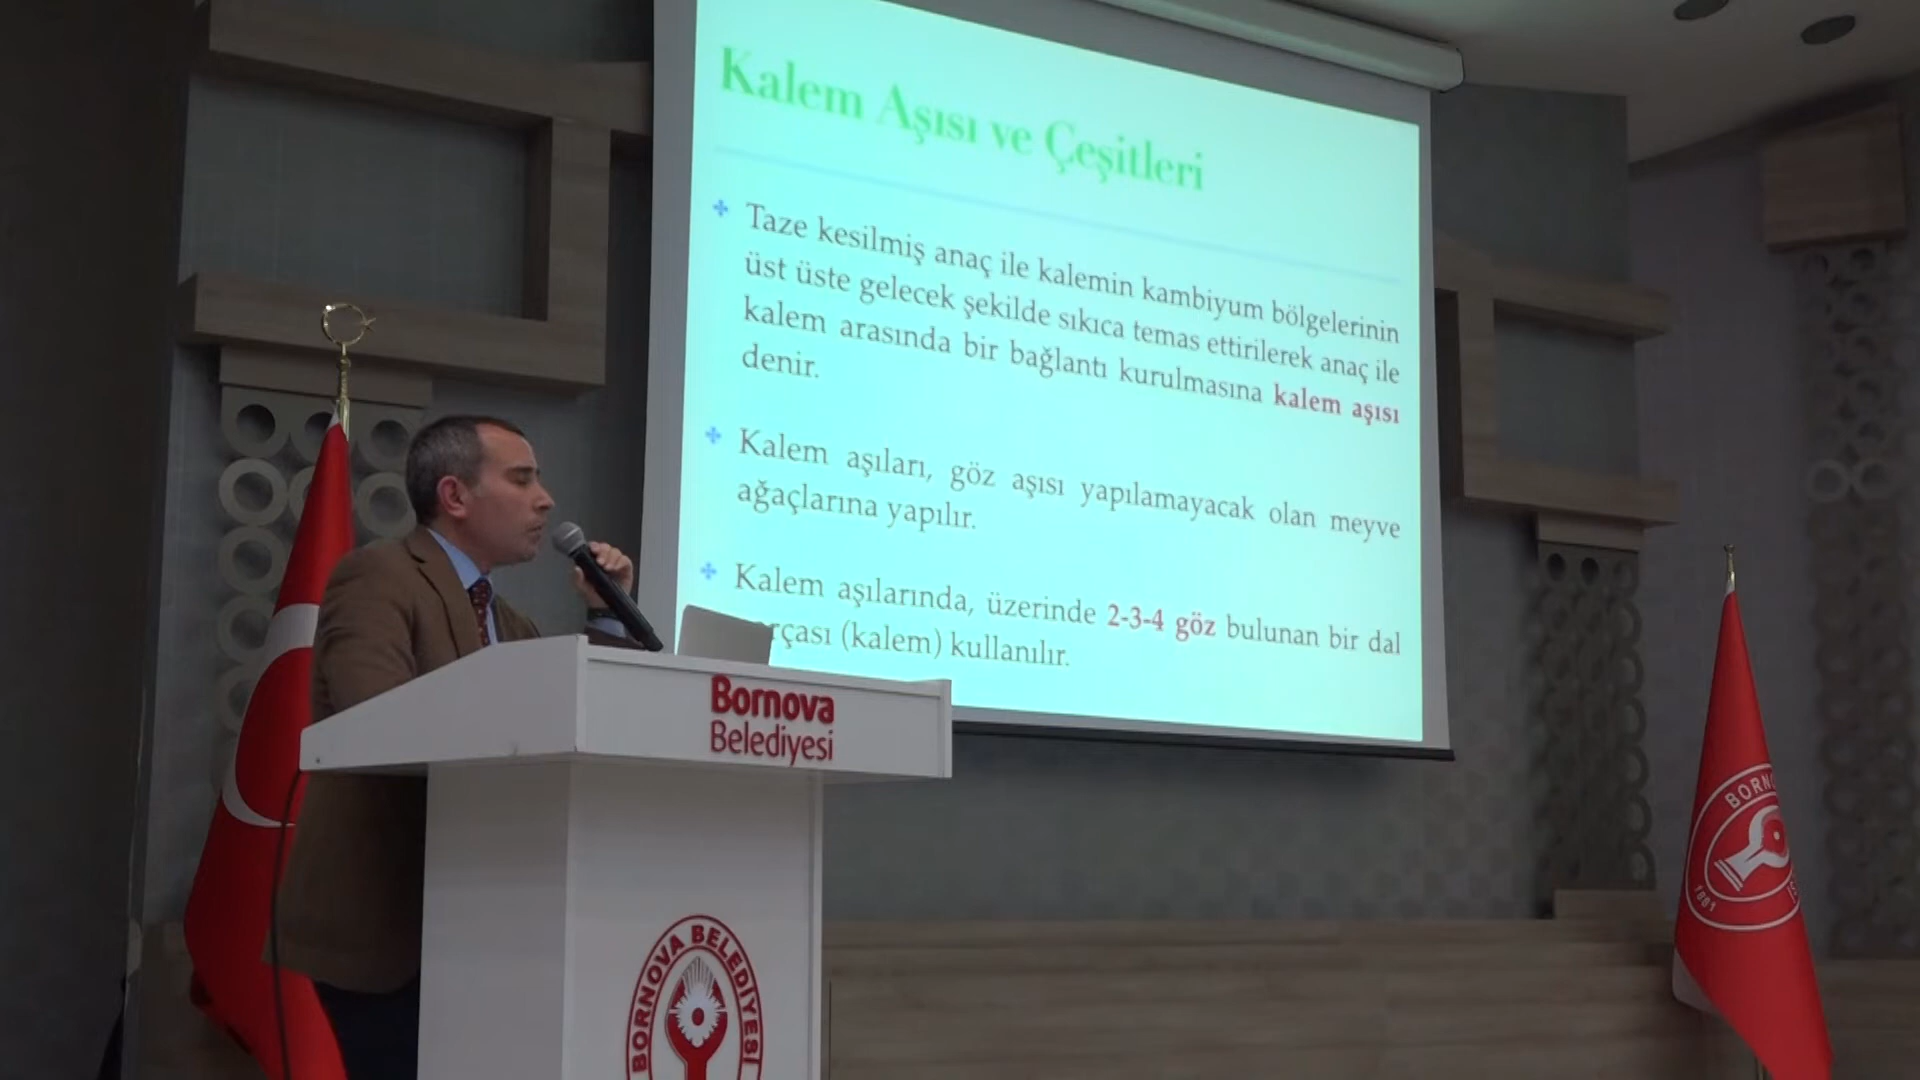 Kalem Aşısı ve Çeşitleri
Taze kesilmiş anaç ile kalemin kambiyum bölgelerinin
üst üste gelecek şekilde sıkıca temas ettirilerek anaç ile
kalem arasında bir bağlantı kurulmasına kalem aşısı
denir.
Kalem aşıları, göz aşısı yapılamayacak olan meyve
ağaçlarına yapılır.
Kalem aşılarında, üzerinde 2-3-4 göz bulunan bir dal
rçası (kalem) kullanılır.
Bornova
Belediyesi
BORNOVA BELEDİYESİ
BORN
1881